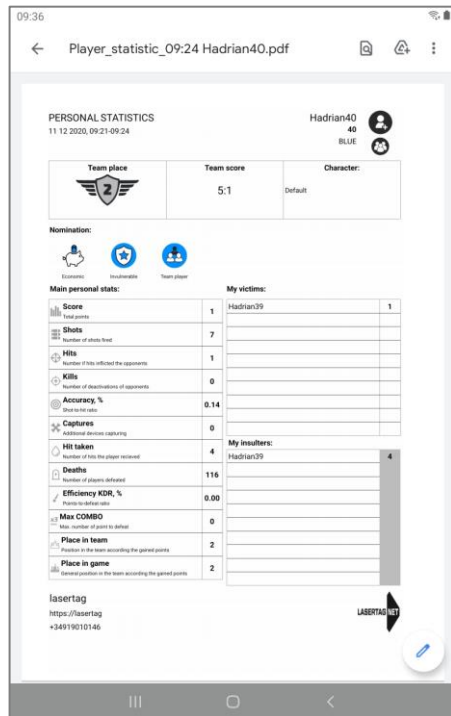 09:36
Player_statistic_09:24 Hadrian40.pdf
PERSONAL STATISTICS
11 12 2020, 09:21-09:24
Hadrian40
40
BLUE
Team place
Team score
Character:
2
5:1
Default
Nomination:
Economic
Invulnerable
Team player
Main personal stats:
Score
Total points
1
Shots
Number of shots fired
7
Hits
Number if hits inflicted the opponents
1
Kills
Number of deactivations of opponents
0
Accuracy, %
Shot-to-hit ratio
0.14
Captures
Additional devices capturing
0
Hit taken
Number of hits the player recieved
4
Deaths
Number of players defeated
116
Efficiency KDR, %
Points-to-defeat ratio
0.00
Max COMBO
Max. number of point to defeat
0
Place in team
Position in the team according the gained points
2
Place in game
General position in the team according the gained points
2
My victims:
Hadrian39 1
My insulters:
Hadrian39 4
lasertag
https://lasertag
+34919010146
LASERTAG NET